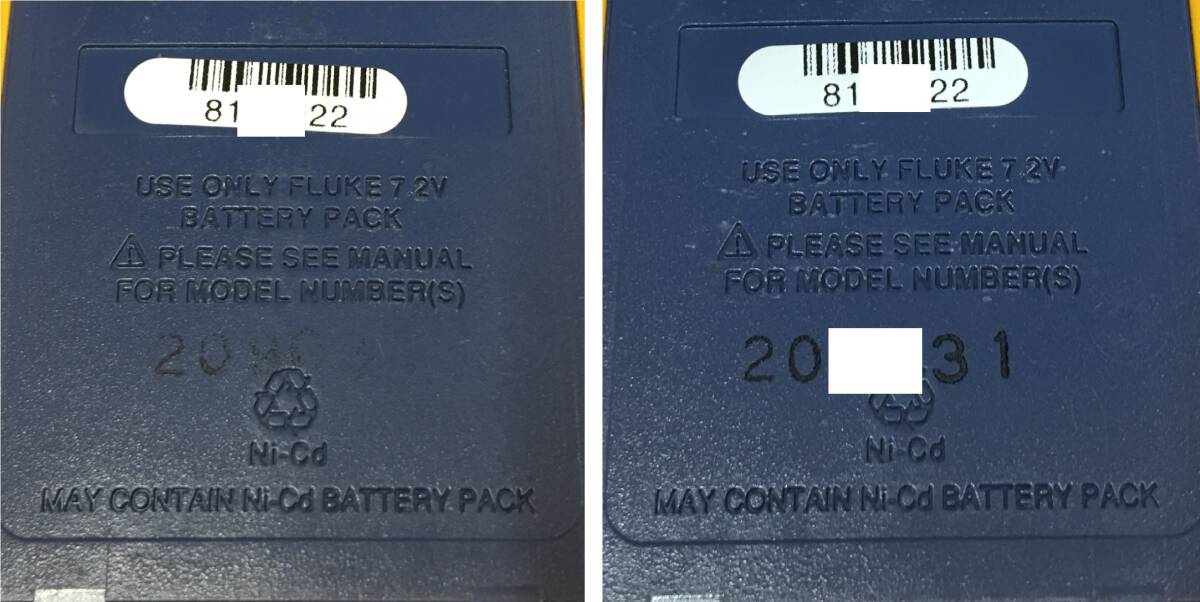 81 22
USE ONLY FLUKE 7.2V
BATTERY PACK
PLEASE SEE MANUAL
FOR MODEL NUMBER(S)
20
Ni-Cd
MAY CONTAIN Ni-Cd BATTERY PACK
81 22
USE ONLY FLUKE 7.2V
BATTERY PACK
PLEASE SEE MANUAL
FOR MODEL NUMBER(S)
20 31
Ni-Cd
MAY CONTAIN Ni-Cd BATTERY PACK